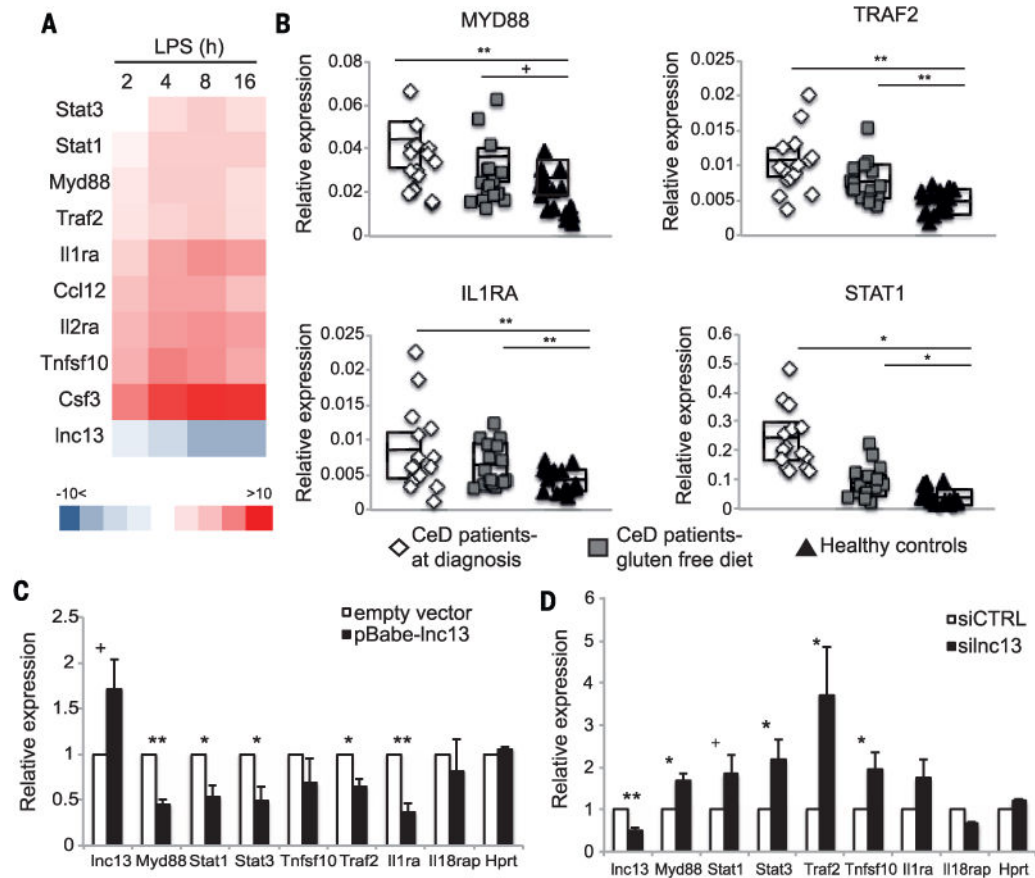 A
LPS (h)
2 4 8 16
Stat3
Stat1
Myd88
Traf2
Il1ra
Ccl12
Il2ra
Tnfsf10
Csf3
lnc13
-10< >10
B
MYD88
**
+
Relative expression
0.08
0.06
0.04
0.02
0
TRAF2
**
**
Relative expression
0.025
0.02
0.015
0.01
0.005
0
IL1RA
**
**
Relative expression
0.025
0.02
0.015
0.01
0.005
0
STAT1
*
*
Relative expression
0.6
0.5
0.4
0.3
0.2
0.1
0
CeD patients-
at diagnosis
CeD patients-
gluten free diet
Healthy controls
C
empty vector
pBabe-lnc13
Relative expression
2.5
2
1.5
1
0.5
0
+ ** * * * **
lnc13 Myd88 Stat1 Stat3 Tnfsf10 Traf2 Il1ra Il18rap Hprt
D
siCTRL
silnc13
Relative expression
6
5
4
3
2
1
0
** * + * * *
lnc13 Myd88 Stat1 Stat3 Traf2 Tnfsf10 Il1ra Il18rap Hprt